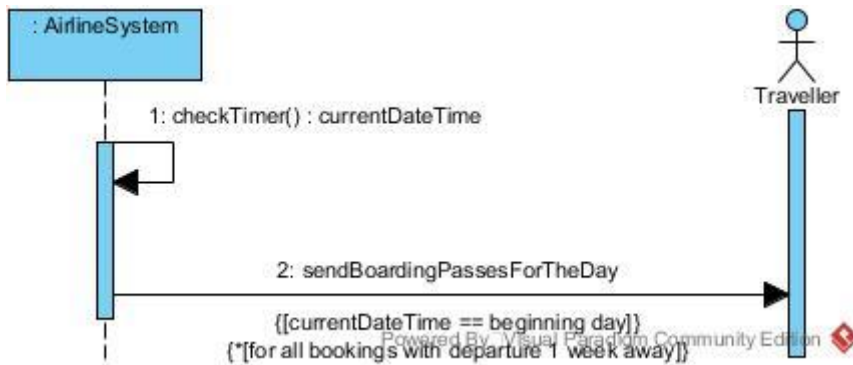 : AirlineSystem
Traveller
1: checkTimer() : currentDateTime
2: sendBoardingPassesForTheDay
{[currentDateTime == beginning day]}
Powered By Visual Paradigm Community Edition
{*[for all bookings with departure 1 week away]}